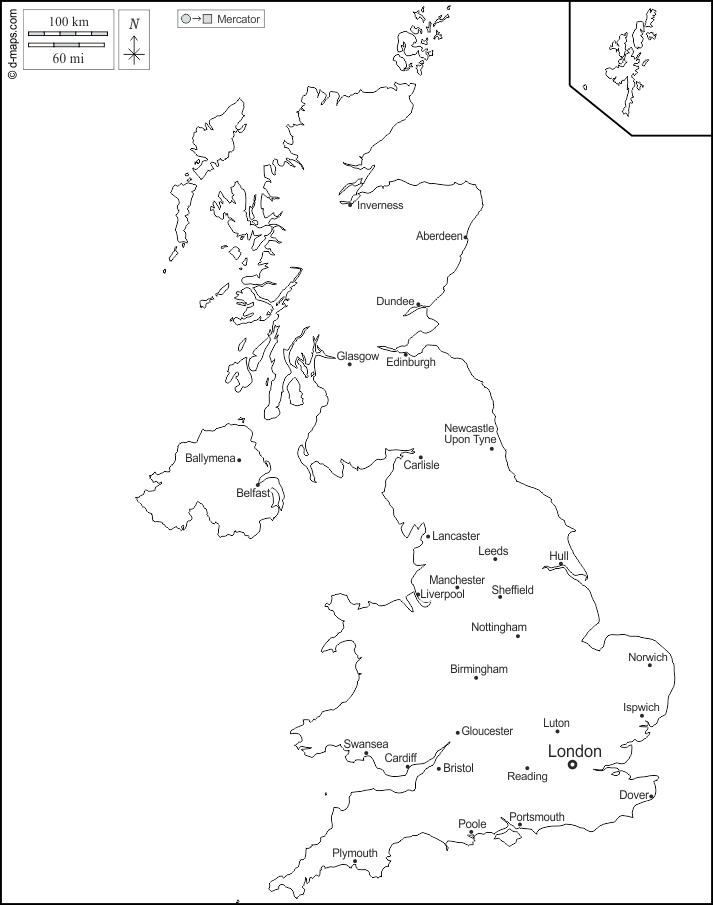 © d-maps.com
100 km
60 mi
N
Mercator
Inverness
Aberdeen
Dundee
Glasgow
Edinburgh
Newcastle
Upon Tyne
Carlisle
Ballymena
Belfast
Lancaster
Leeds
Hull
Manchester
Liverpool
Sheffield
Nottingham
Norwich
Birmingham
Ispwich
Luton
Gloucester
London
Swansea
Cardiff
Bristol
Reading
Dover
Portsmouth
Poole
Plymouth